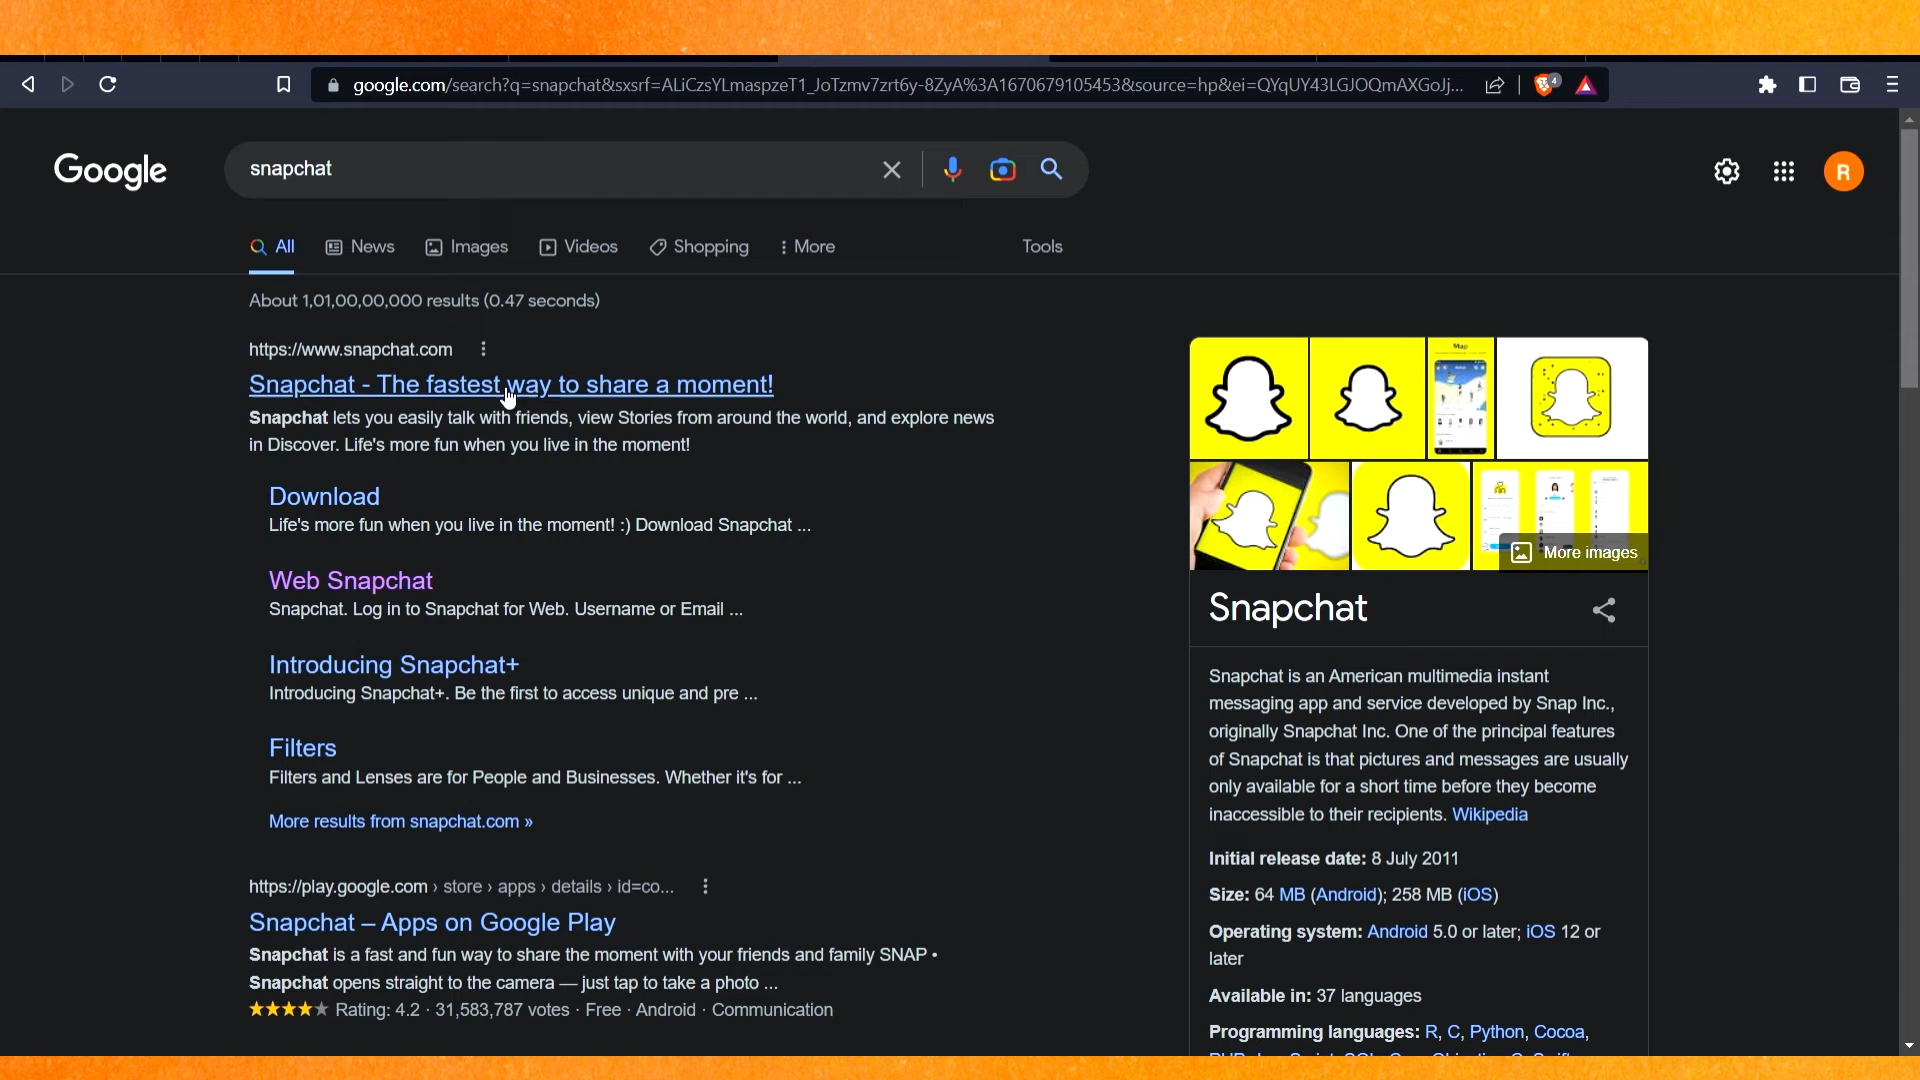 google.com/search?q=snapchat&sxsrf=ALiCzsYLmaspzeT1_JoTzmv7zrt6y-8ZyA%3A1670679105453&source=hp&ei=QYqUY43LGJOQmAXGoJj...
4
Google
snapchat
R
All
News
Images
Videos
Shopping
More
Tools
About 1,01,00,00,000 results (0.47 seconds)
https://www.snapchat.com
Snapchat - The fastest way to share a moment!
Snapchat lets you easily talk with friends, view Stories from around the world, and explore news
in Discover. Life's more fun when you live in the moment!
Download
Life's more fun when you live in the moment! :) Download Snapchat ...
Web Snapchat
Snapchat. Log in to Snapchat for Web. Username or Email ...
Introducing Snapchat+
Introducing Snapchat+. Be the first to access unique and pre ...
Filters
Filters and Lenses are for People and Businesses. Whether it's for ...
More results from snapchat.com »
https://play.google.com › store › apps › details › id=co...
Snapchat – Apps on Google Play
Snapchat is a fast and fun way to share the moment with your friends and family SNAP •
Snapchat opens straight to the camera — just tap to take a photo ...
Rating: 4.2 · 31,583,787 votes · Free · Android · Communication
Map
More images
Snapchat
Snapchat is an American multimedia instant
messaging app and service developed by Snap Inc.,
originally Snapchat Inc. One of the principal features
of Snapchat is that pictures and messages are usually
only available for a short time before they become
inaccessible to their recipients. Wikipedia
Initial release date: 8 July 2011
Size: 64 MB (Android); 258 MB (iOS)
Operating system: Android 5.0 or later; iOS 12 or
later
Available in: 37 languages
Programming languages: R, C, Python, Cocoa,